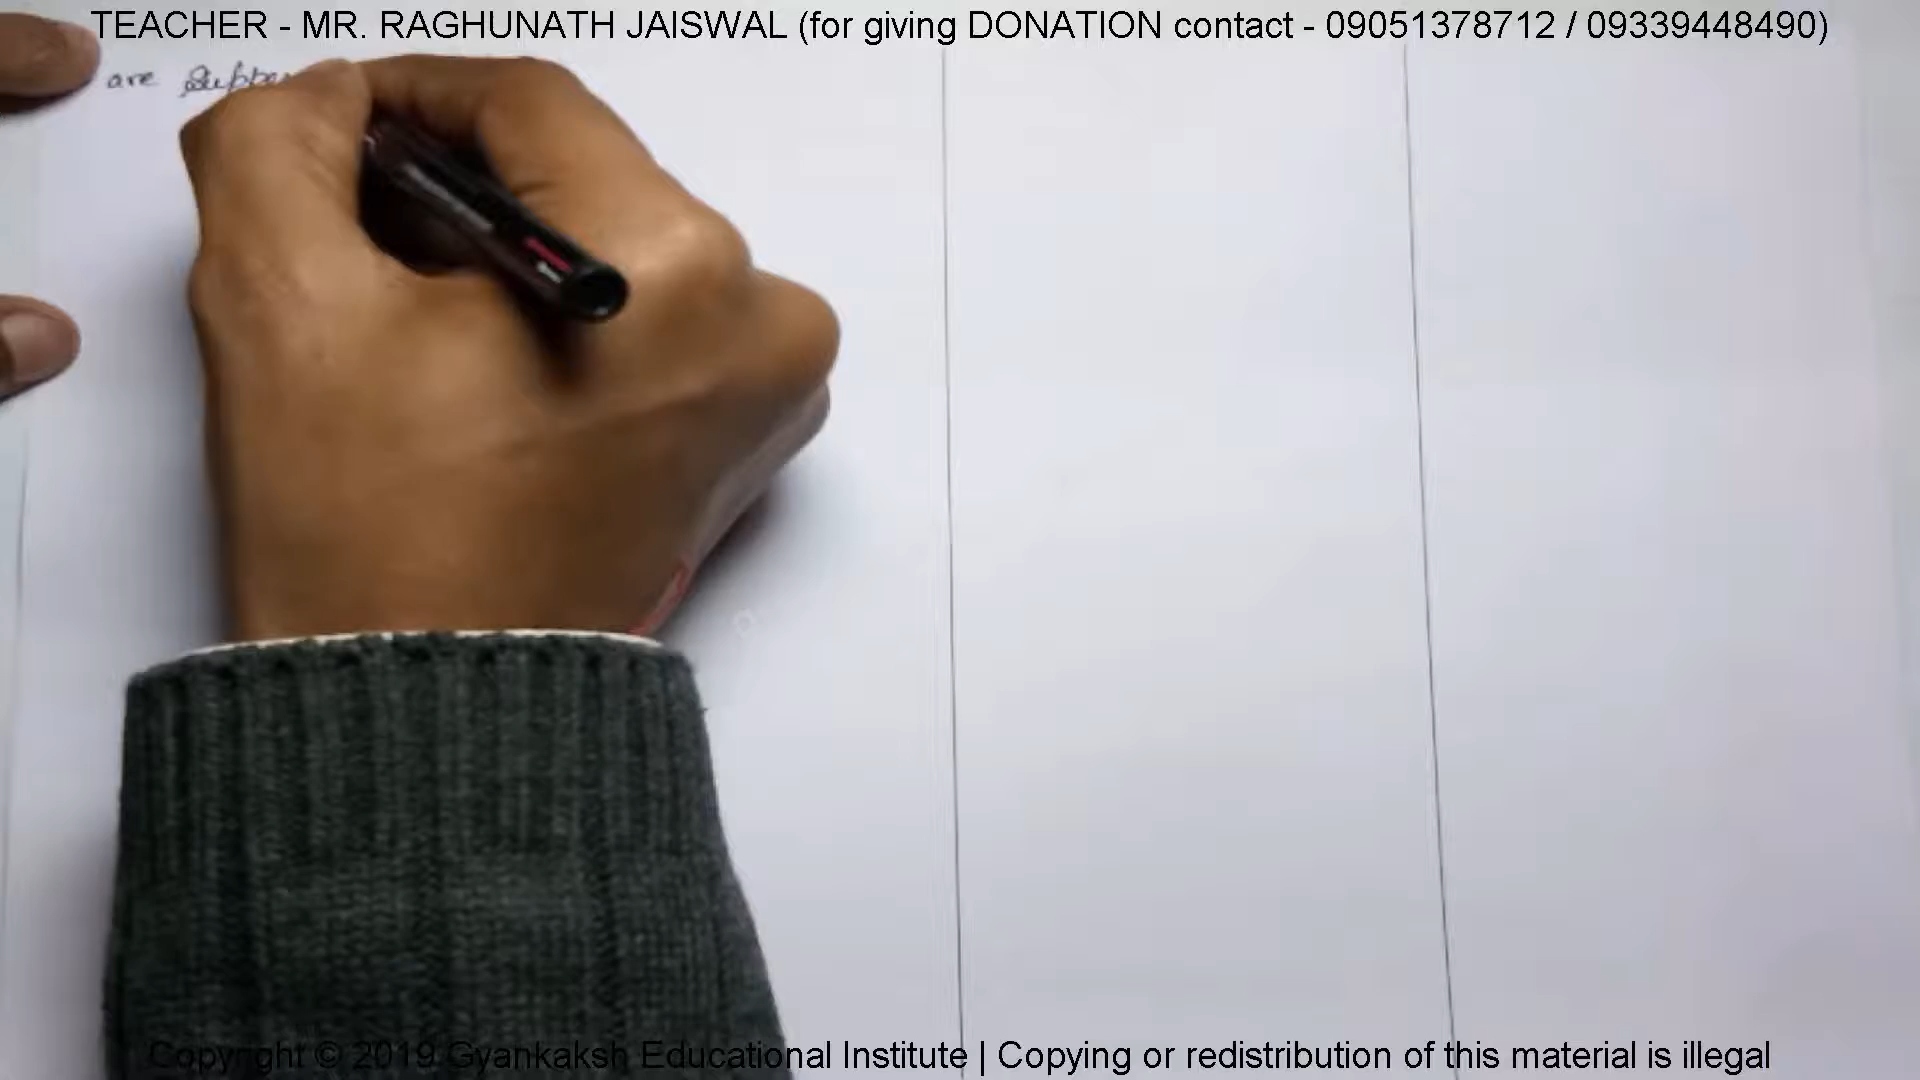 TEACHER - MR. RAGHUNATH JAISWAL (for giving DONATION contact - 09051378712 / 09339448490)
are
Copyright © 2019 Gyankaksh Educational Institute | Copying or redistribution of this material is illegal